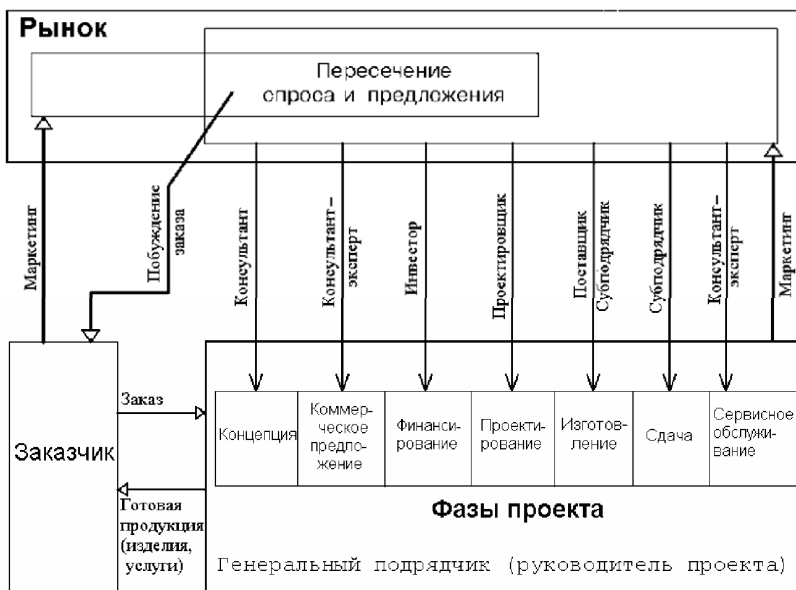 Рынок
Пересечение
спроса и предложения
Маркетинг
Побуждение
заказа
Консультант
Консультант–
эксперт
Инвестор
Проектировщик
Поставщик
Субподрядчик
Субподрядчик
Консультант–
эксперт
Маркетинг
Заказчик
Заказ
Готовая
продукция
(изделия,
услуги)
Концепция
Коммер-
ческое
предло-
жение
Финанси-
рование
Проекти-
рование
Изготов-
ление
Сдача
Сервисное
обслужи-
вание
Фазы проекта
Генеральный подрядчик (руководитель проекта)